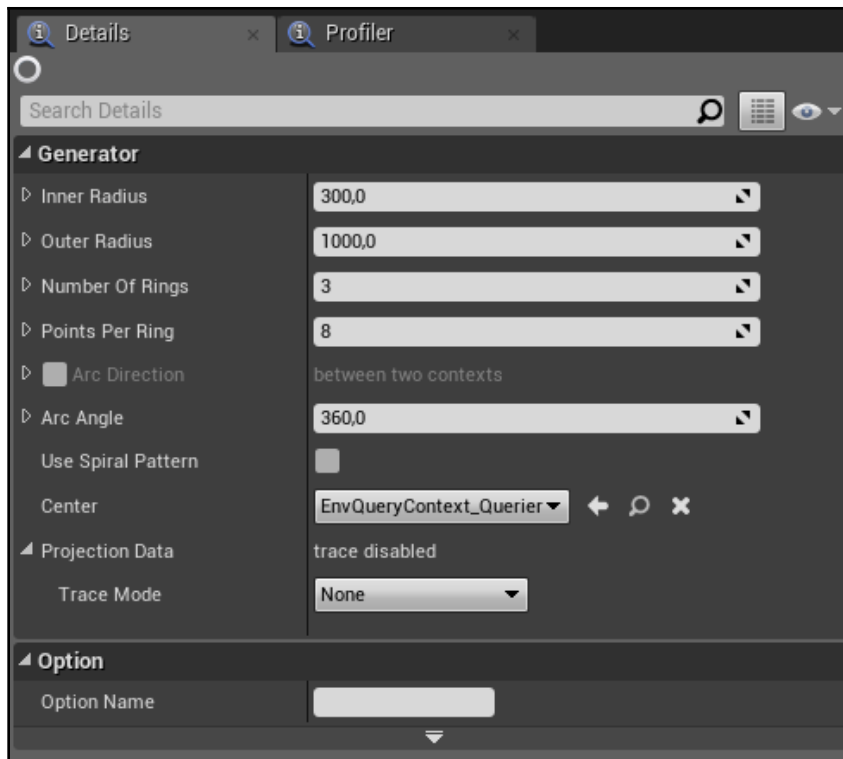 Details Profiler
Search Details
Generator
Inner Radius 300,0
Outer Radius 1000,0
Number Of Rings 3
Points Per Ring 8
Arc Direction between two contexts
Arc Angle 360,0
Use Spiral Pattern
Center EnvQueryContext_Querier
Projection Data trace disabled
Trace Mode None
Option
Option Name